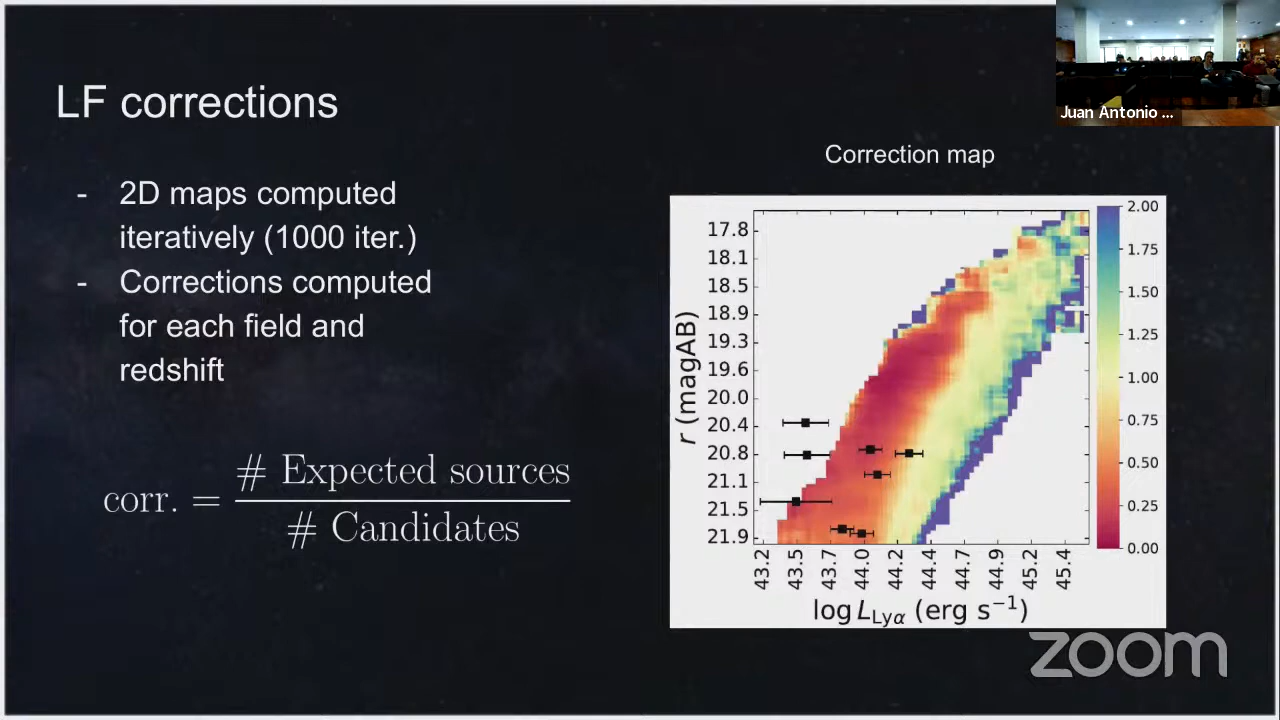 Juan Antonio ...
LF corrections
- 2D maps computed
iteratively (1000 iter.)
- Corrections computed
for each field and
redshift
corr. = # Expected sources / # Candidates
Correction map
17.8
18.1
18.5
18.9
19.3
19.6
20.0
20.4
20.8
21.1
21.5
21.9
r (magAB)
43.2 43.5 43.7 44.0 44.2 44.4 44.7 44.9 45.2 45.4
log L_Lyα (erg s⁻¹)
2.00
1.75
1.50
1.25
1.00
0.75
0.50
0.25
0.00
zoom